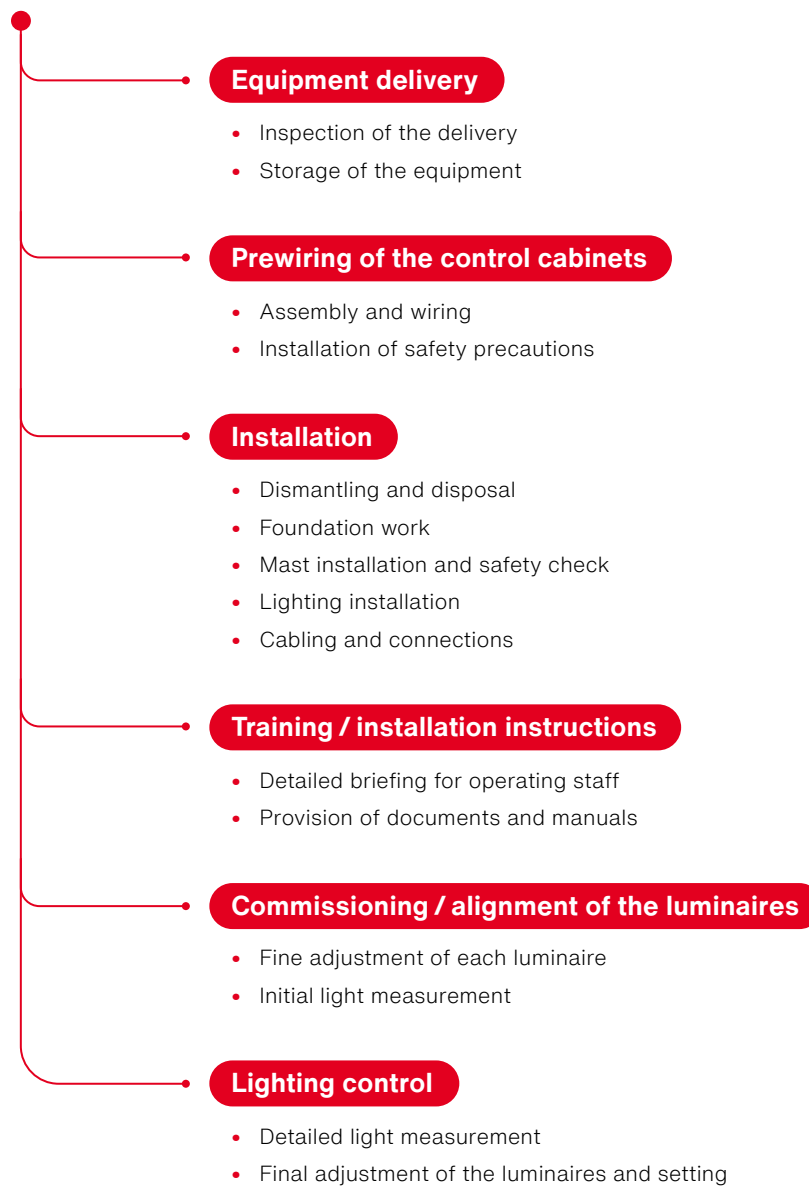 Equipment delivery
• Inspection of the delivery
• Storage of the equipment
Prewiring of the control cabinets
• Assembly and wiring
• Installation of safety precautions
Installation
• Dismantling and disposal
• Foundation work
• Mast installation and safety check
• Lighting installation
• Cabling and connections
Training / installation instructions
• Detailed briefing for operating staff
• Provision of documents and manuals
Commissioning / alignment of the luminaires
• Fine adjustment of each luminaire
• Initial light measurement
Lighting control
• Detailed light measurement
• Final adjustment of the luminaires and setting